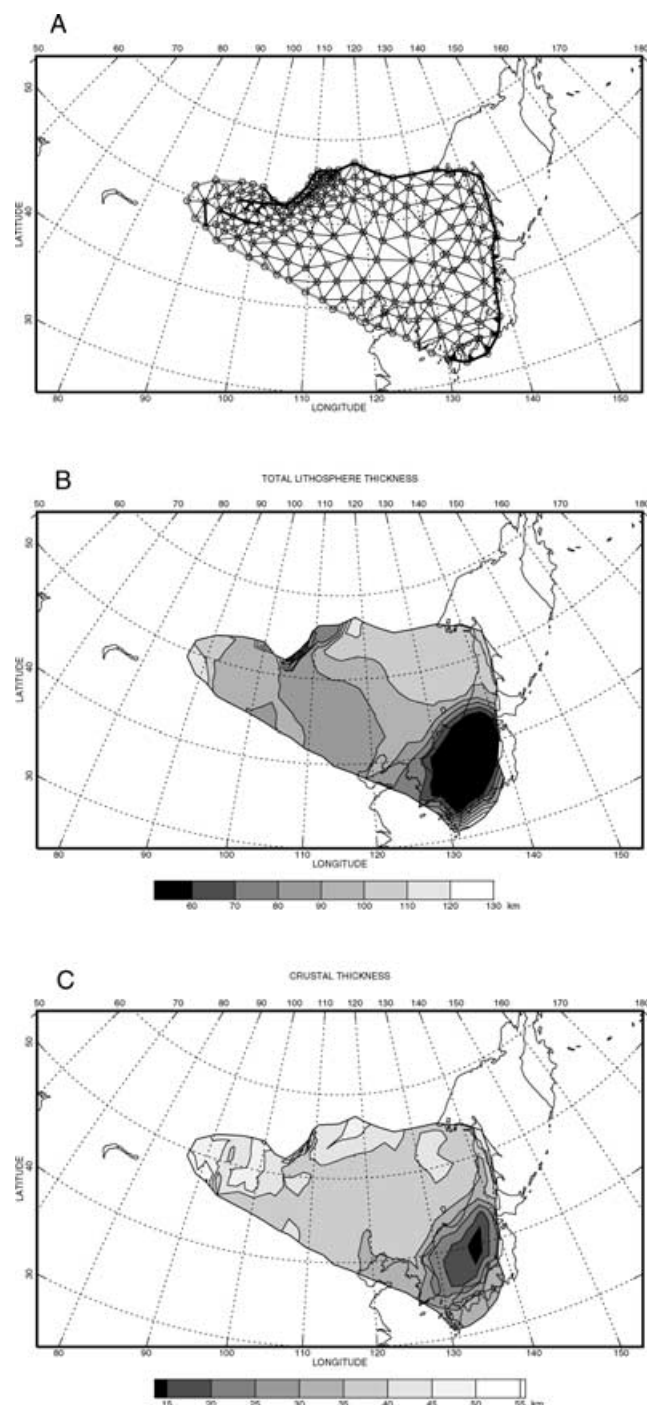 A
50 60 70 80 90 100 110 120 130 140 150 160 170 180
50
40
30
LATITUDE
80 90 100 110 120 130 140 150
LONGITUDE
B
TOTAL LITHOSPHERE THICKNESS
50 60 70 80 90 100 110 120 130 140 150 160 170 180
50
40
30
LATITUDE
80 90 100 110 120 130 140 150
LONGITUDE
60 70 80 90 100 110 120 130 km
C
CRUSTAL THICKNESS
50 60 70 80 90 100 110 120 130 140 150 160 170 180
50
40
30
LATITUDE
80 90 100 110 120 130 140 150
LONGITUDE
15 20 25 30 35 40 45 50 55 km